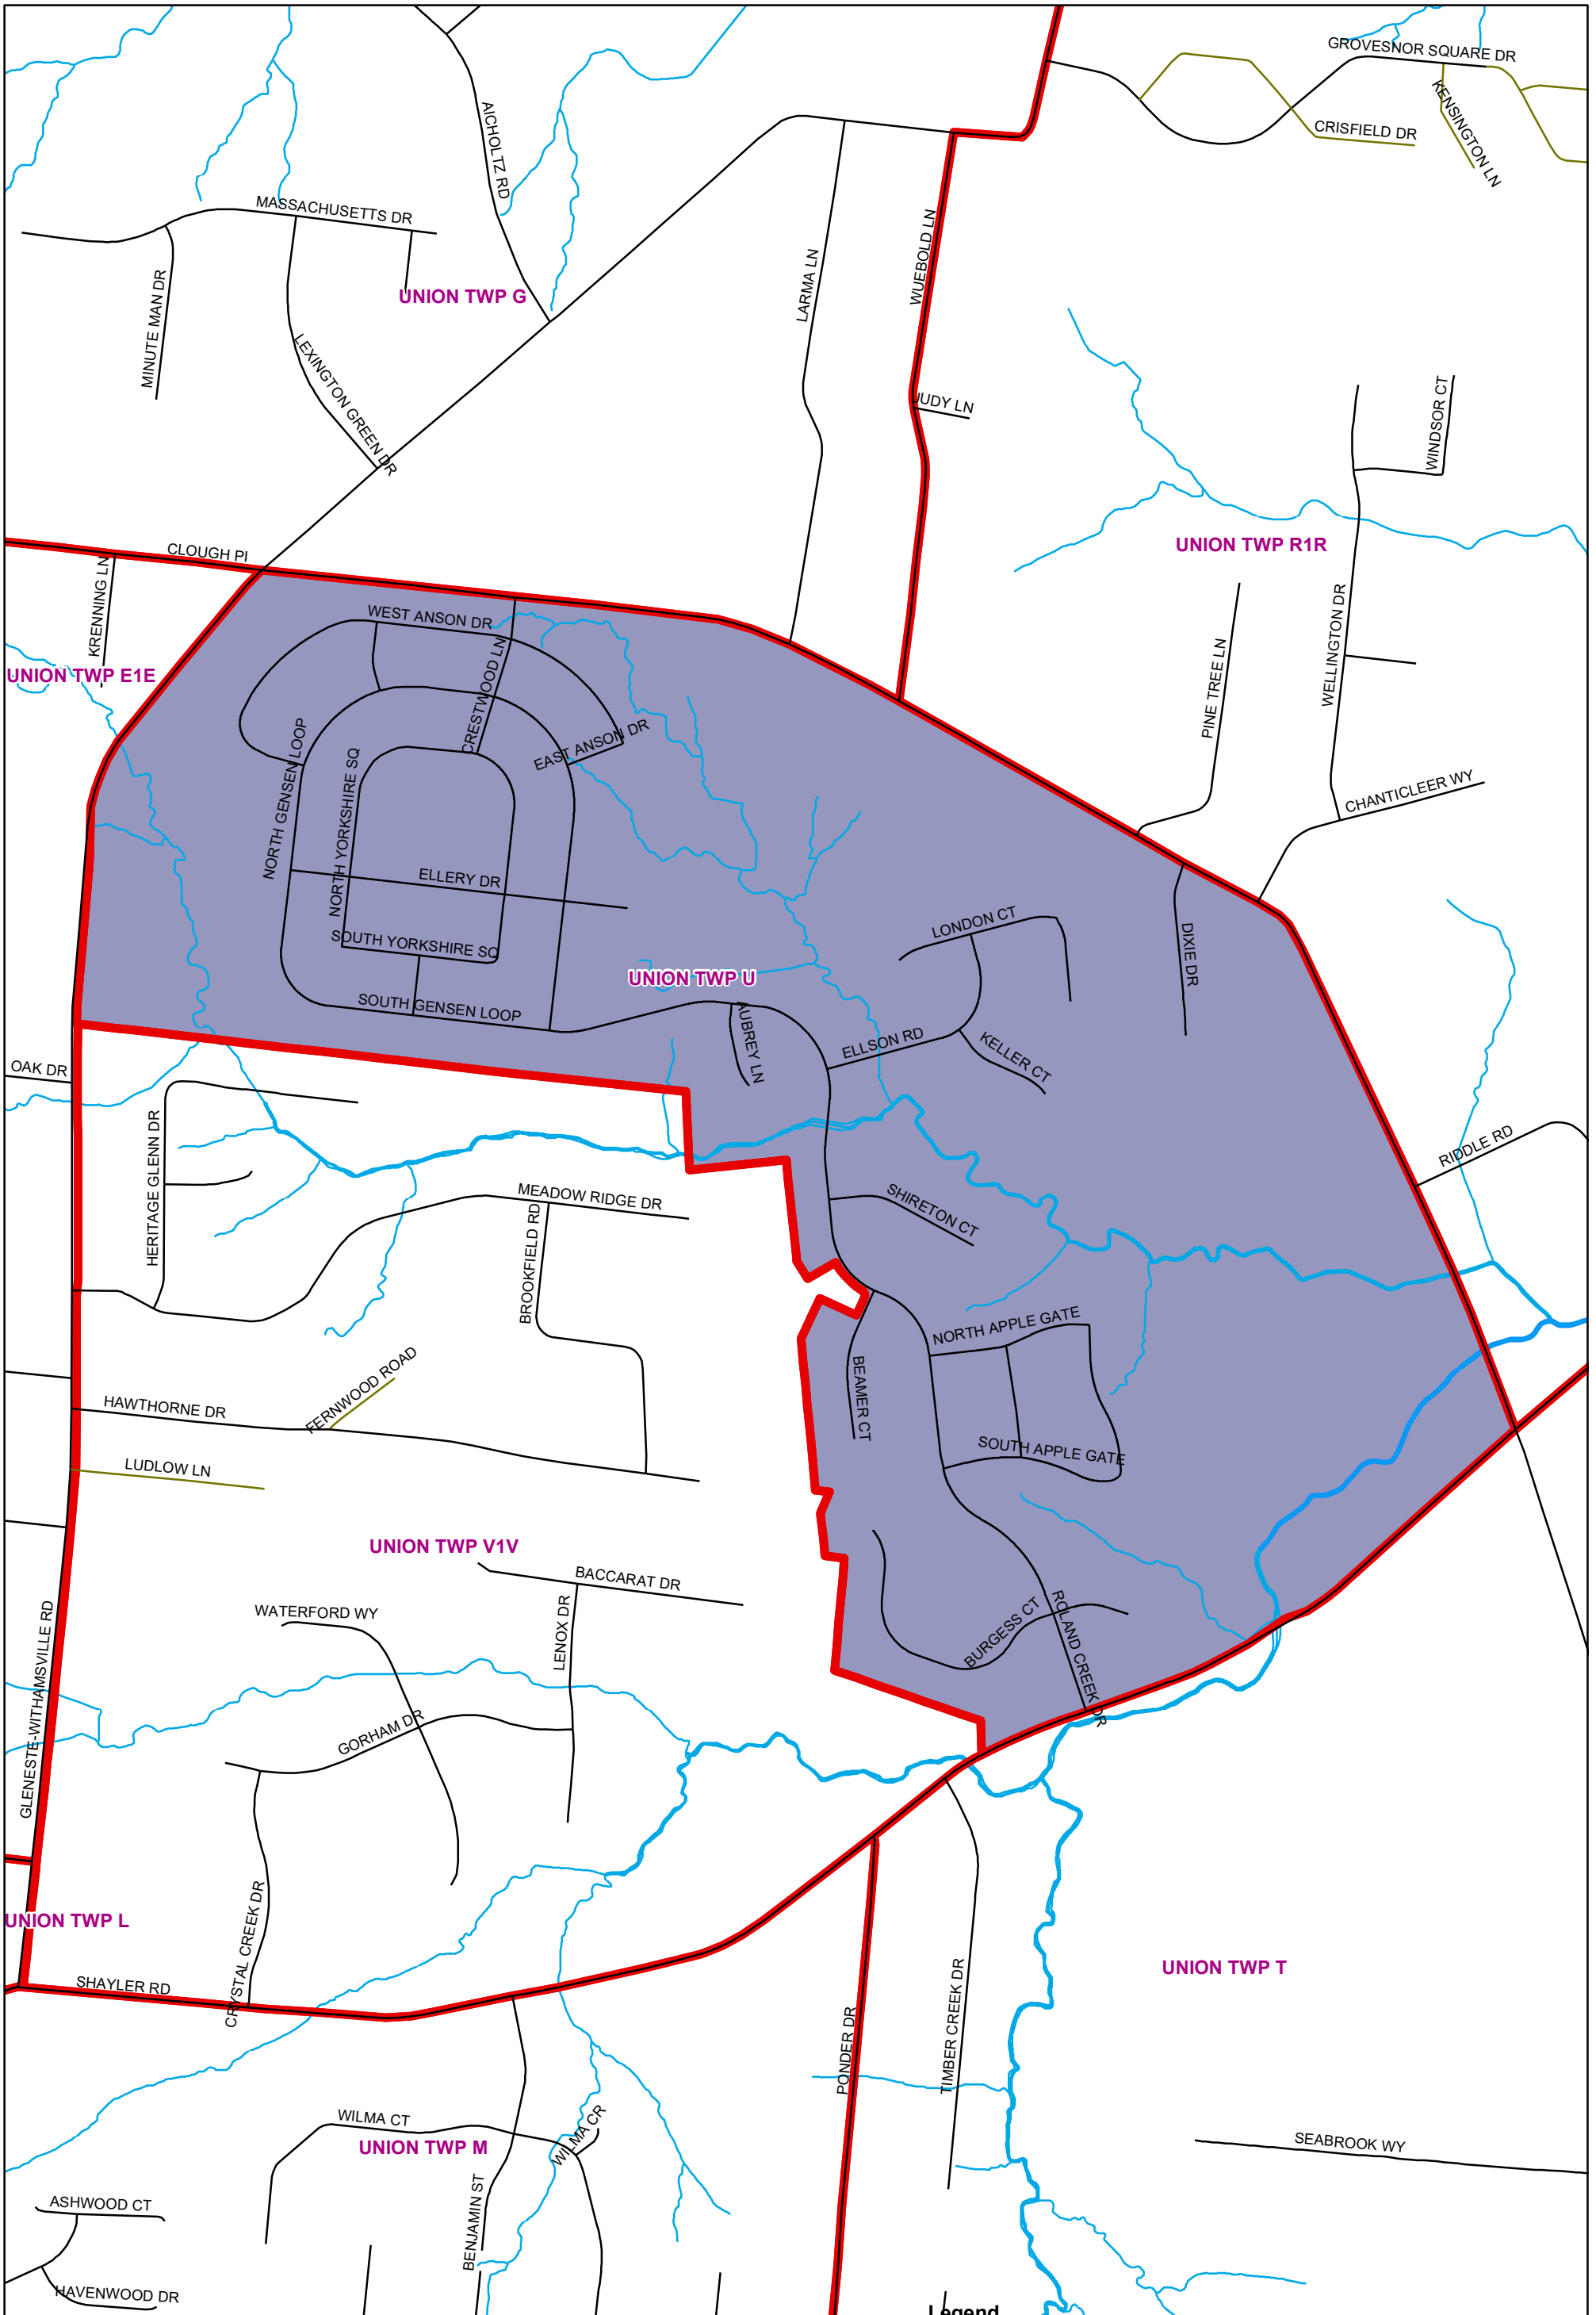 GROVESNOR SQUARE DR
KENSINGTON LN
CRISFIELD DR
AICHOLTZ RD
MASSACHUSETTS DR
MINUTE MAN DR
UNION TWP G
LARMA LN
WUEBOLD LN
LEXINGTON GREEN DR
JUDY LN
WINDSOR CT
UNION TWP R1R
CLOUGH PI
KRENNING LN
WEST ANSON DR
WELLINGTON DR
UNION TWP E1E
CRESTWOOD LN
PINE TREE LN
EAST ANSON DR
NORTH GENSEN LOOP
NORTH YORKSHIRE SQ
CHANTICLEER WY
ELLERY DR
LONDON CT
SOUTH YORKSHIRE SQ
DIXIE DR
UNION TWP U
SOUTH GENSEN LOOP
AUBREY LN
ELLSON RD
KELLER CT
OAK DR
HERITAGE GLENN DR
RIDDLE RD
MEADOW RIDGE DR
SHIRETON CT
BROOKFIELD RD
NORTH APPLE GATE
BEAMER CT
FERNWOOD ROAD
HAWTHORNE DR
SOUTH APPLE GATE
LUDLOW LN
UNION TWP V1V
BACCARAT DR
WATERFORD WY
LENOX DR
BURGESS CT
ROLAND CREEK DR
GLENESTE-WITHAMSVILLE RD
GORHAM DR
CRYSTAL CREEK DR
UNION TWP L
UNION TWP T
SHAYLER RD
PONDER DR
TIMBER CREEK DR
WILMA CT
WILMA CR
UNION TWP M
SEABROOK WY
BENJAMIN ST
ASHWOOD CT
HAVENWOOD DR
Legend